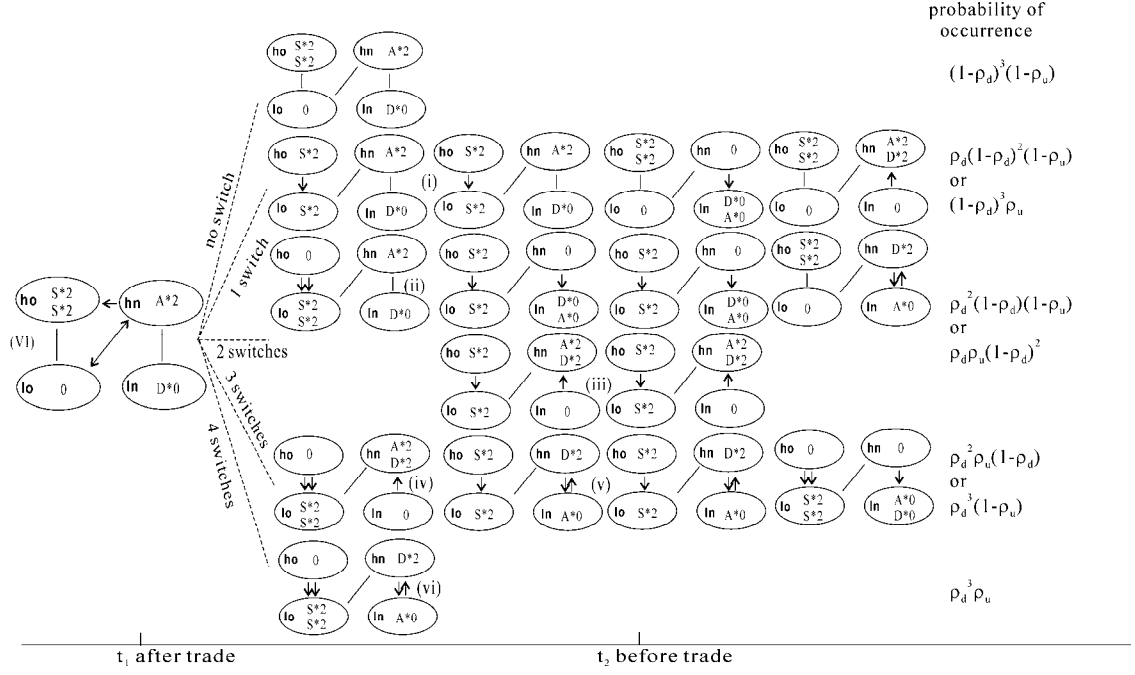 probability of
occurrence
ho S*2 S*2 hn A*2
(1-ρd)³(1-ρu)
lo 0 ln D*0
ho S*2 hn A*2 ho S*2 hn A*2 ho S*2 S*2 hn 0 ho S*2 S*2 hn A*2 D*2
ρd(1-ρd)²(1-ρu)
or
(i)
lo S*2 ln D*0 lo S*2 ln D*0 lo 0 ln D*0 A*0 lo 0 ln 0
(1-ρd)³ρu
no switch
1 switch
ho 0 hn A*2 ho S*2 hn 0 ho S*2 hn 0 ho S*2 S*2 hn D*2
(ii)
lo S*2 S*2 ln D*0 lo S*2 ln D*0 A*0 lo S*2 ln D*0 A*0 lo 0 ln A*0
ρd²(1-ρd)(1-ρu)
or
ρdρu(1-ρd)²
ho S*2 S*2 hn A*2
(VI)
lo 0 ln D*0
2 switches
ho S*2 hn A*2 D*2 ho S*2 hn A*2 D*2
(iii)
lo S*2 ln 0 lo S*2 ln 0
3 switches
4 switches
ho 0 hn A*2 D*2 ho S*2 hn D*2 ho S*2 hn D*2 ho 0 hn 0
ρd²ρu(1-ρd)
or
(iv) (v)
lo S*2 S*2 ln 0 lo S*2 ln A*0 lo S*2 ln A*0 lo S*2 S*2 ln A*0 D*0
ρd³(1-ρu)
ho 0 hn D*2
(vi)
ρd³ρu
lo S*2 S*2 ln A*0
t₁ after trade t₂ before trade